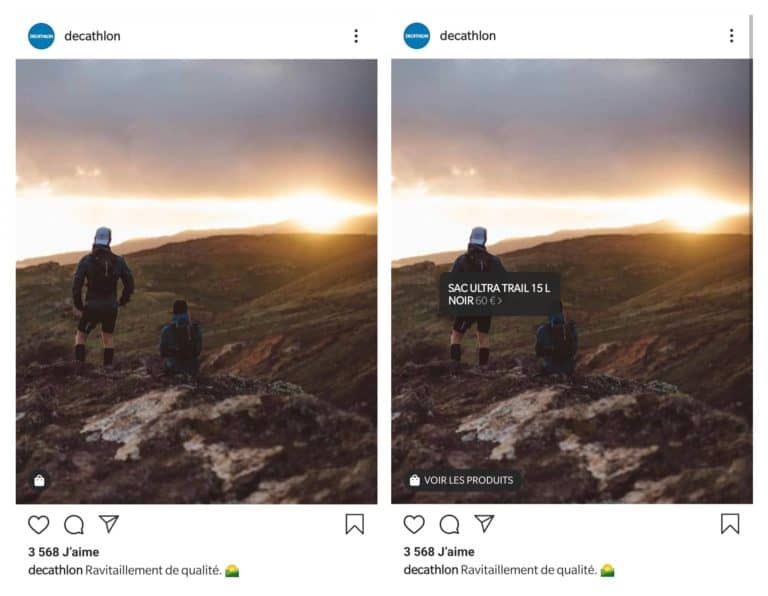 DECATHLON
decathlon
3 568 J'aime
decathlon Ravitaillement de qualité.
DECATHLON
decathlon
SAC ULTRA TRAIL 15 L
NOIR 60 € >
VOIR LES PRODUITS
3 568 J'aime
decathlon Ravitaillement de qualité.